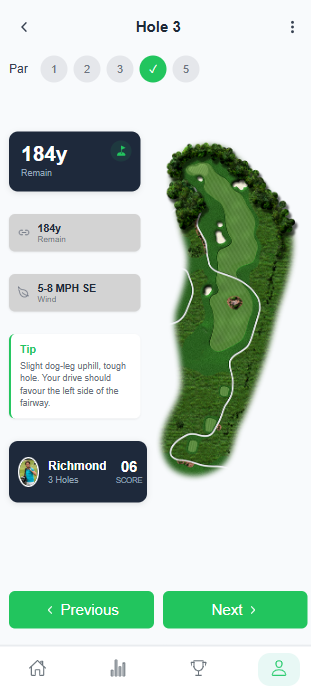 Hole 3
Par 1 2 3 5
184y
Remain
184y
Remain
5-8 MPH SE
Wind
Tip
Slight dog-leg uphill, tough
hole. Your drive should
favour the left side of the
fairway.
Richmond 06
3 Holes SCORE
Previous Next